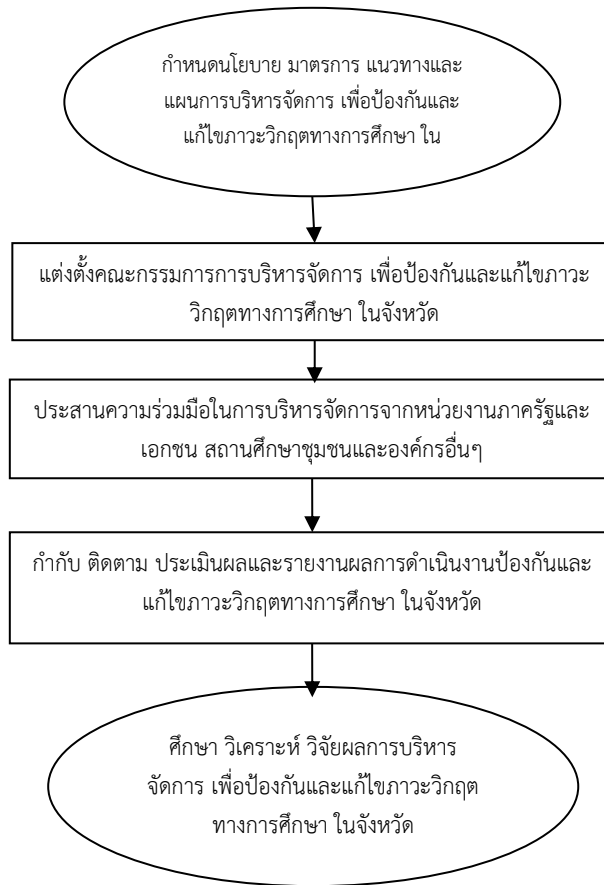 กำหนดนโยบาย มาตรการ แนวทางและ
แผนการบริหารจัดการ เพื่อป้องกันและ
แก้ไขภาวะวิกฤตทางการศึกษา ใน
แต่งตั้งคณะกรรมการการบริหารจัดการ เพื่อป้องกันและแก้ไขภาวะ
วิกฤตทางการศึกษา ในจังหวัด
ประสานความร่วมมือในการบริหารจัดการจากหน่วยงานภาครัฐและ
เอกชน สถานศึกษาชุมชนและองค์กรอื่นๆ
กำกับ ติดตาม ประเมินผลและรายงานผลการดำเนินงานป้องกันและ
แก้ไขภาวะวิกฤตทางการศึกษา ในจังหวัด
ศึกษา วิเคราะห์ วิจัยผลการบริหาร
จัดการ เพื่อป้องกันและแก้ไขภาวะวิกฤต
ทางการศึกษา ในจังหวัด